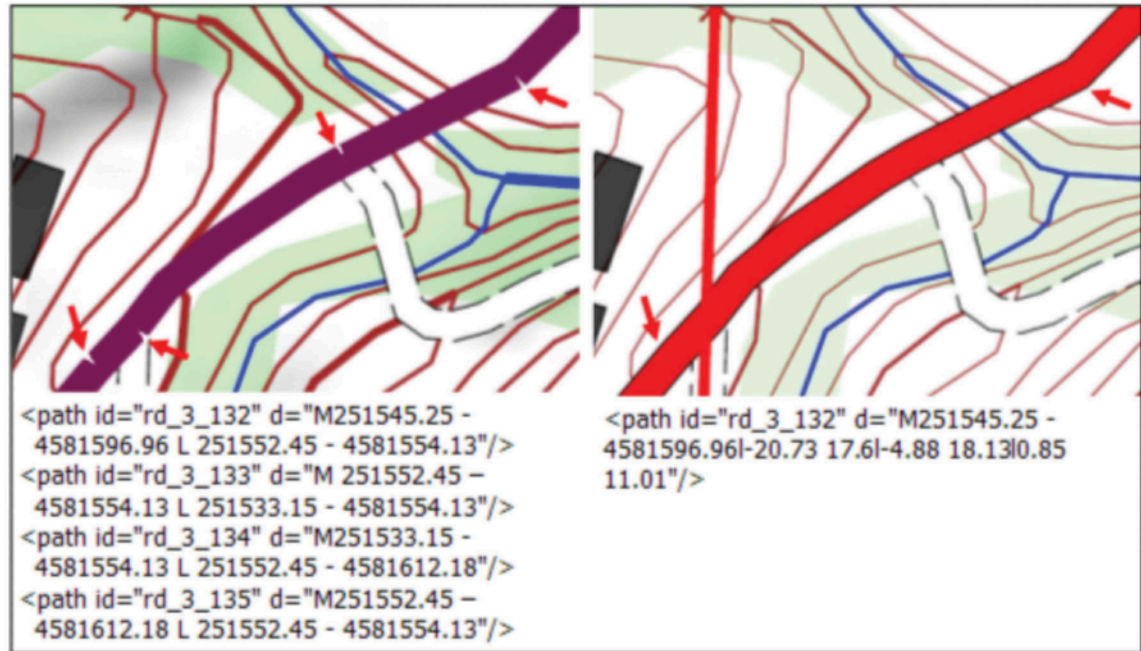 <path id="rd_3_132" d="M251545.25 -
4581596.96 L 251552.45 - 4581554.13"/>
<path id="rd_3_133" d="M 251552.45 –
4581554.13 L 251533.15 - 4581554.13"/>
<path id="rd_3_134" d="M251533.15 -
4581554.13 L 251552.45 - 4581612.18"/>
<path id="rd_3_135" d="M251552.45 –
4581612.18 L 251552.45 - 4581554.13"/>
<path id="rd_3_132" d="M251545.25 -
4581596.96l-20.73 17.6l-4.88 18.13l0.85
11.01"/>